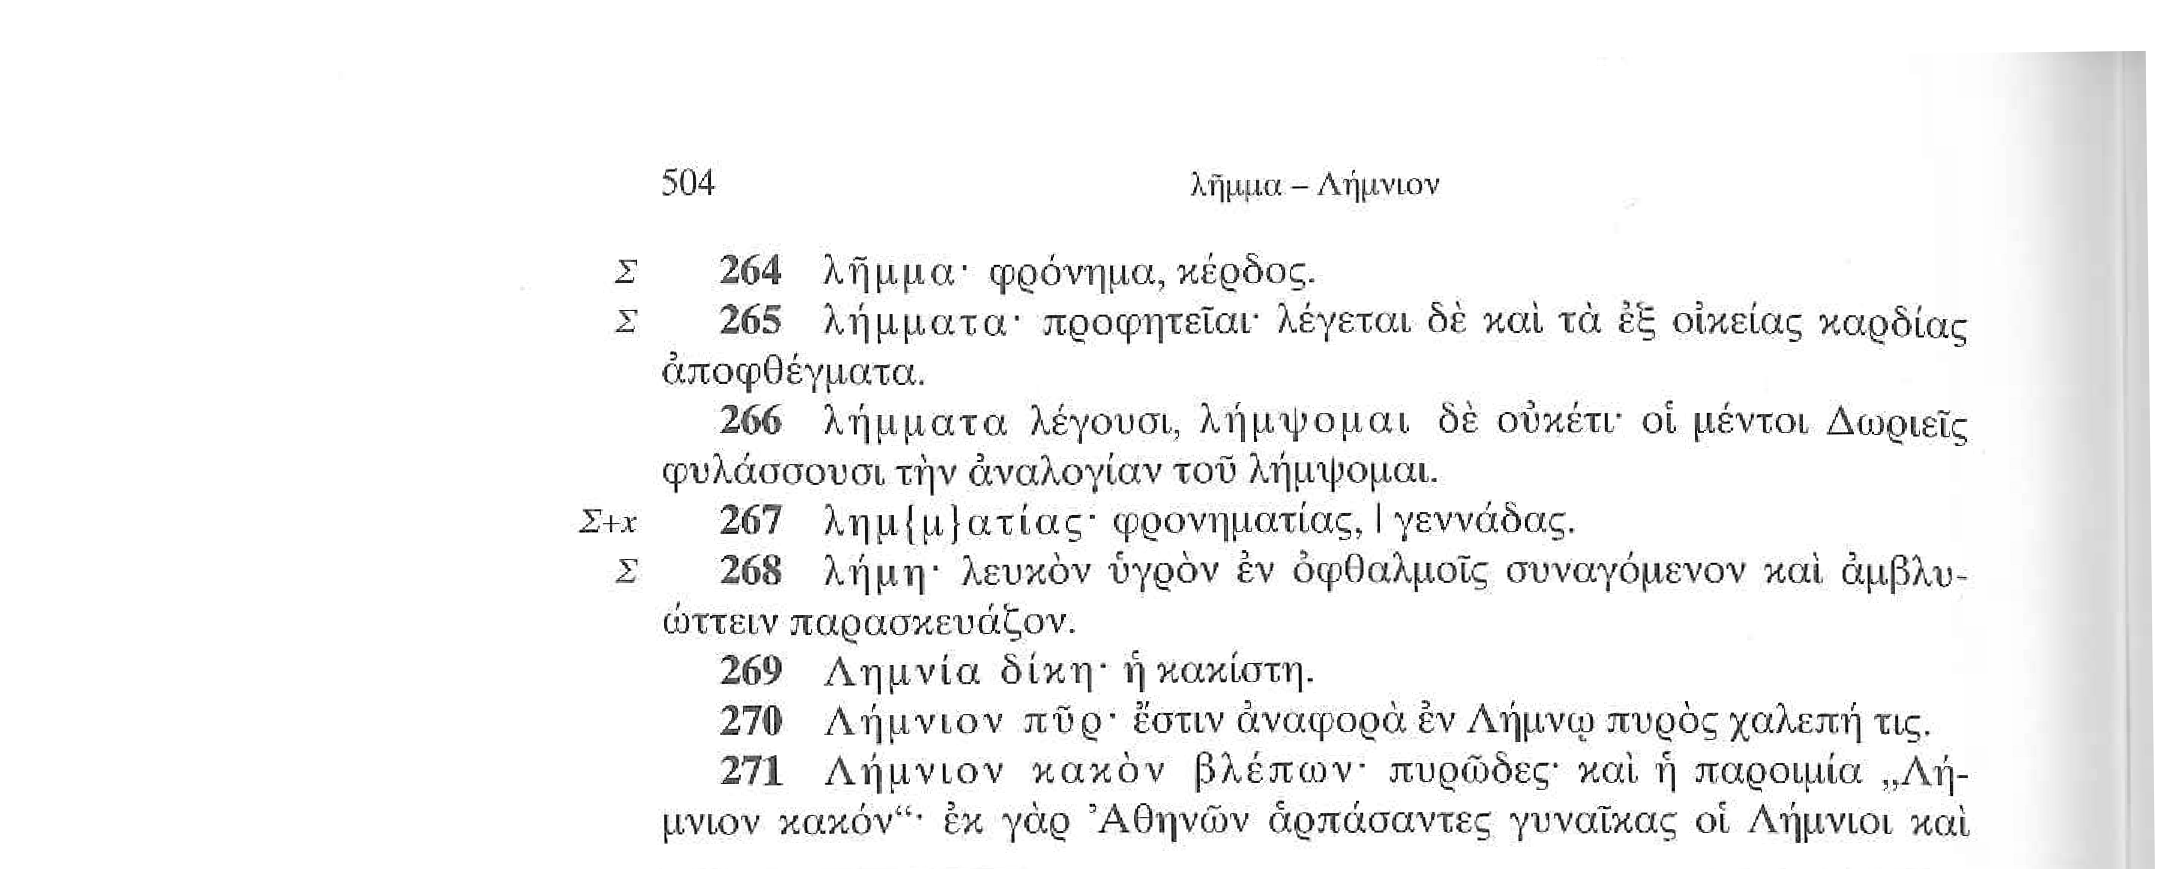 504 λῆμμα – Λήμνιον
Σ 264 λῆμμα· φρόνημα, κέρδος.
Σ 265 λήμματα· προφητεῖαι· λέγεται δὲ καὶ τὰ ἐξ οἰκείας καρδίας
ἀποφθέγματα.
266 λήμματα λέγουσι, λήμψομαι δὲ οὐκέτι· οἱ μέντοι Δωριεῖς
φυλάσσουσι τὴν ἀναλογίαν τοῦ λήμψομαι.
Σ+x 267 λημ{μ}ατίας· φρονηματίας, | γεννάδας.
Σ 268 λήμη· λευκὸν ὑγρὸν ἐν ὀφθαλμοῖς συναγόμενον καὶ ἀμβλυ-
ώττειν παρασκευάζον.
269 Λημνία δίκη· ἡ κακίστη.
270 Λήμνιον πῦρ· ἔστιν ἀναφορὰ ἐν Λήμνῳ πυρὸς χαλεπή τις.
271 Λήμνιον κακὸν βλέπων· πυρῶδες· καὶ ἡ παροιμία „Λή-
μνιον κακόν“· ἐκ γὰρ Ἀθηνῶν ἁρπάσαντες γυναῖκας οἱ Λήμνιοι καὶ